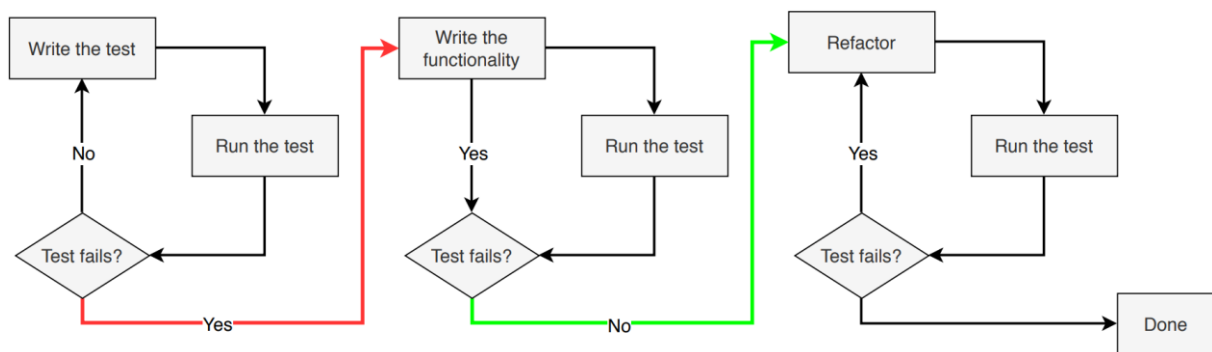 Write the test
Run the test
No
Test fails?
Yes
Write the
functionality
Run the test
Yes
Test fails?
No
Refactor
Run the test
Yes
Test fails?
Done